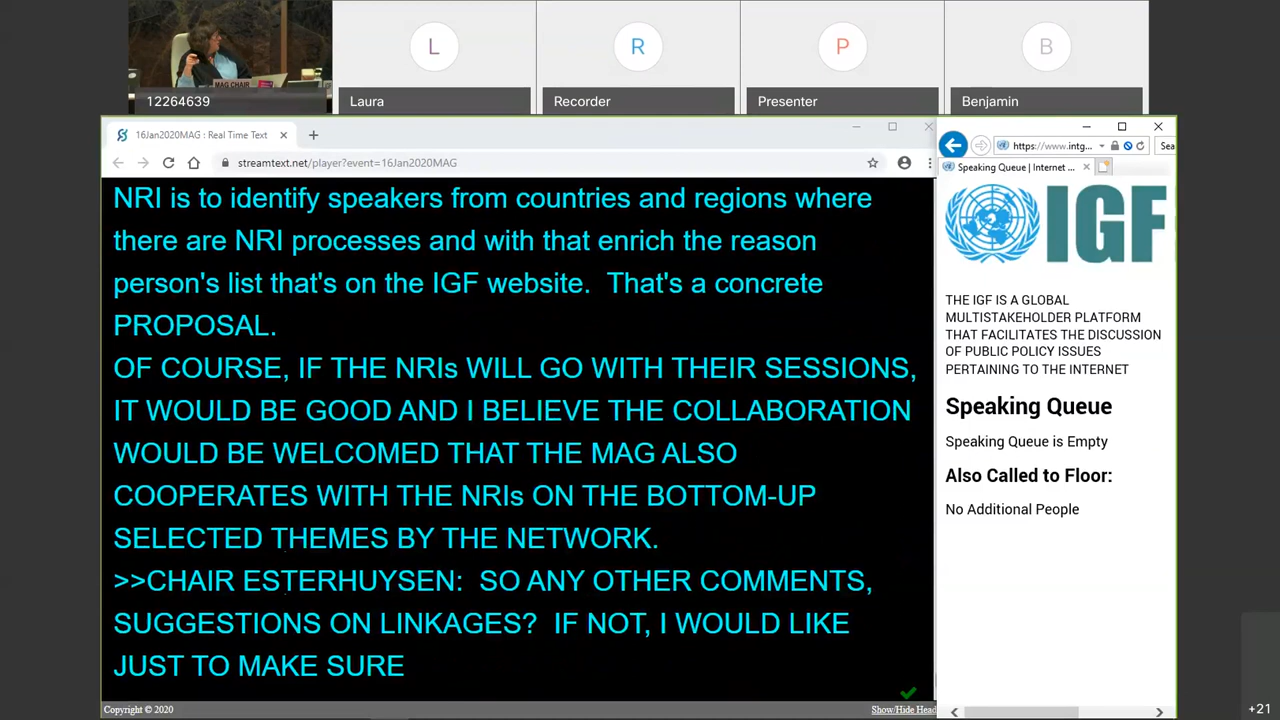 L
R
P
B
MAG CHAIR
12264639
Laura
Recorder
Presenter
Benjamin
16Jan2020MAG : Real Time Text
streamtext.net/player?event=16Jan2020MAG
NRI is to identify speakers from countries and regions where
there are NRI processes and with that enrich the reason
person's list that's on the IGF website.  That's a concrete
PROPOSAL.
OF COURSE, IF THE NRIs WILL GO WITH THEIR SESSIONS,
IT WOULD BE GOOD AND I BELIEVE THE COLLABORATION
WOULD BE WELCOMED THAT THE MAG ALSO
COOPERATES WITH THE NRIs ON THE BOTTOM-UP
SELECTED THEMES BY THE NETWORK.
>>CHAIR ESTERHUYSEN:  SO ANY OTHER COMMENTS,
SUGGESTIONS ON LINKAGES?  IF NOT, I WOULD LIKE
JUST TO MAKE SURE
Copyright © 2020
Show/Hide Head
https://www.intg...
Sea
Speaking Queue | Internet ...
IGF
THE IGF IS A GLOBAL
MULTISTAKEHOLDER PLATFORM
THAT FACILITATES THE DISCUSSION
OF PUBLIC POLICY ISSUES
PERTAINING TO THE INTERNET
Speaking Queue
Speaking Queue is Empty
Also Called to Floor:
No Additional People
+21